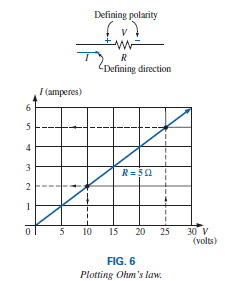 Defining polarity
+ V −
I R
Defining direction
I (amperes)
6
5
4
3
R = 5 Ω
2
1
0 5 10 15 20 25 30 V
(volts)
FIG. 6
Plotting Ohm's law.